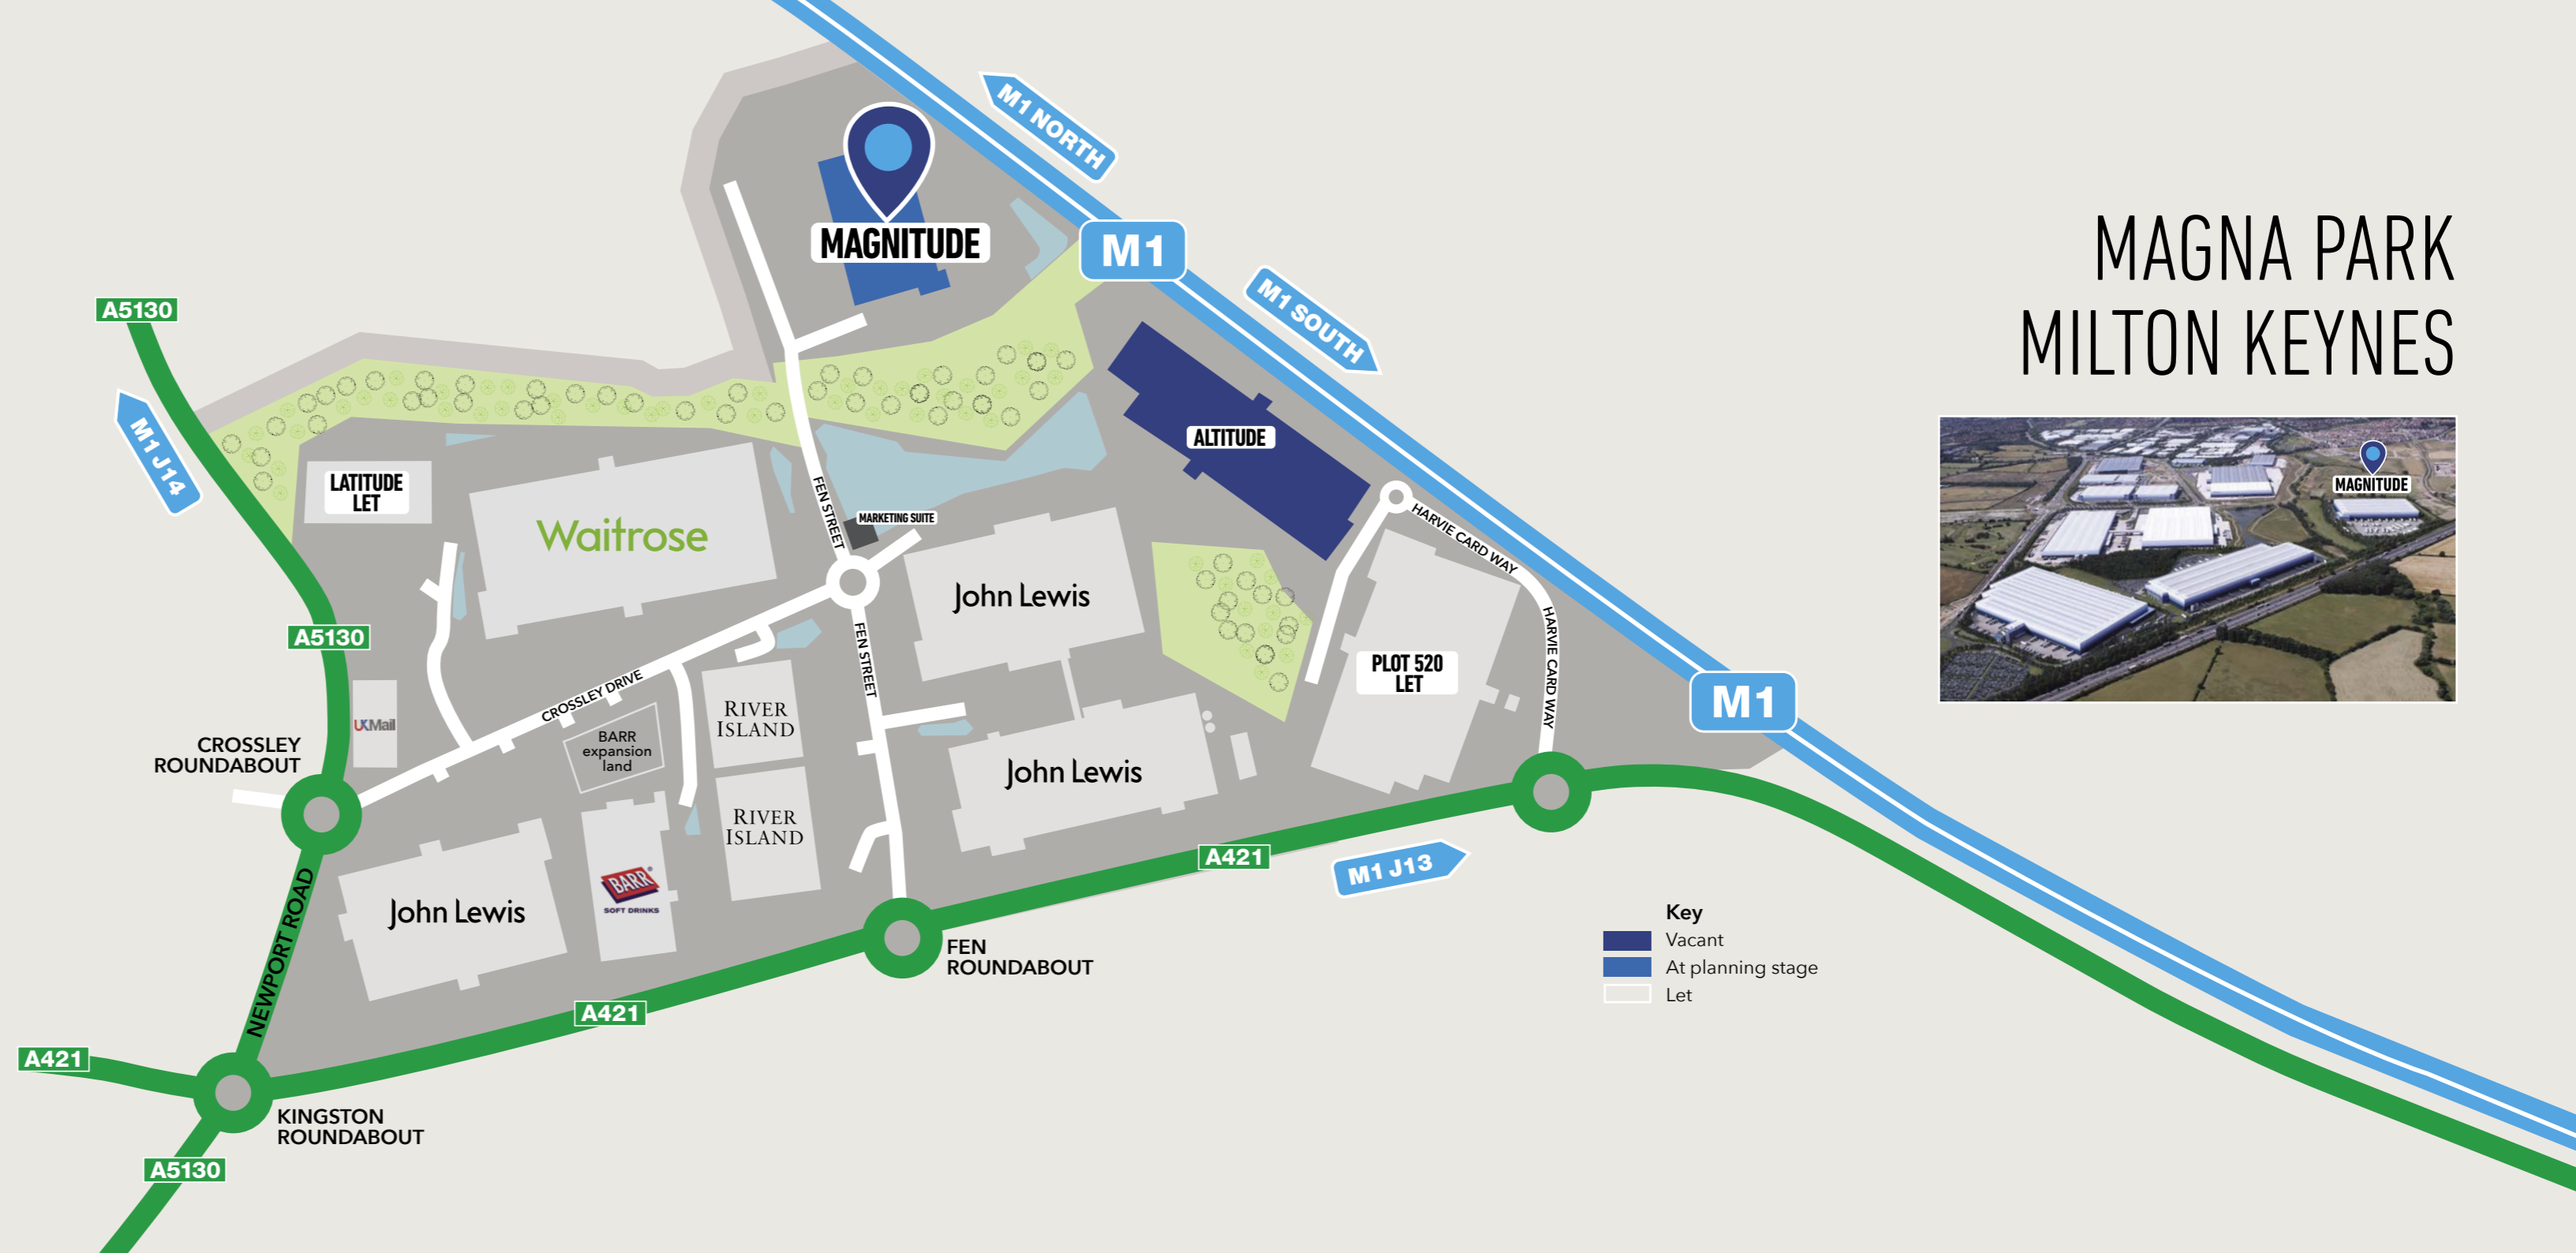 M1 NORTH
MAGNITUDE
M1
M1 SOUTH
MAGNA PARK
MILTON KEYNES
MAGNITUDE
A5130
M1 J14
ALTITUDE
LATITUDE
LET
Waitrose
FEN STREET
MARKETING SUITE
HARVIE CARD WAY
John Lewis
A5130
FEN STREET
HARVIE CARD WAY
PLOT 520
LET
M1
CROSSLEY DRIVE
UKMail
RIVER
ISLAND
BARR
expansion
land
CROSSLEY
ROUNDABOUT
John Lewis
RIVER
ISLAND
A421
M1 J13
BARR
SOFT DRINKS
John Lewis
NEWPORT ROAD
FEN
ROUNDABOUT
Key
Vacant
At planning stage
Let
A421
A421
KINGSTON
ROUNDABOUT
A5130